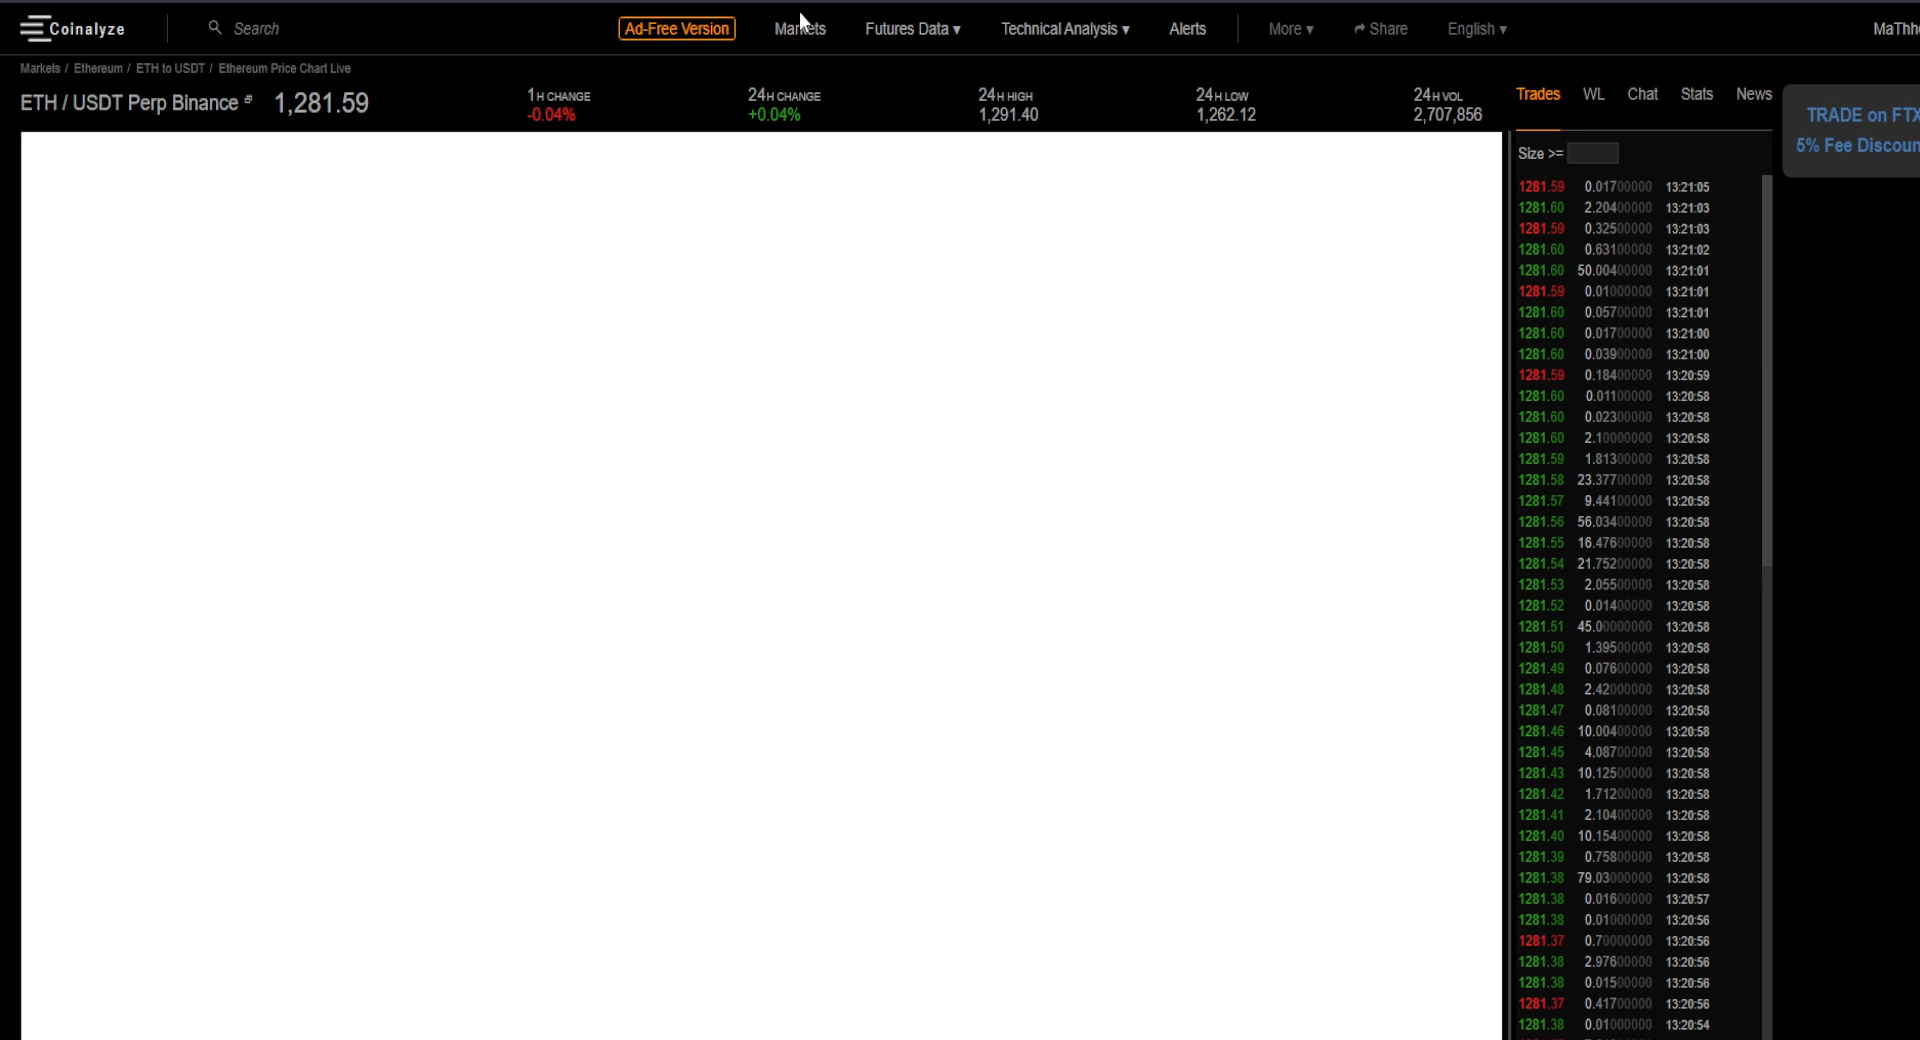 Coinalyze
Search
Ad-Free Version
Markets
Futures Data ▾
Technical Analysis ▾
Alerts
More ▾
Share
English ▾
Markets / Ethereum / ETH to USDT / Ethereum Price Chart Live
ETH / USDT Perp Binance 1,281.59
1H CHANGE
-0.04%
24H CHANGE
+0.04%
24H HIGH
1,291.40
24H LOW
1,262.12
24H VOL
2,707,856
Trades WL Chat Stats News
TRADE on FTX
5% Fee Discoun
Size >=
1281.59 0.01700000 13:21:05
1281.60 2.20400000 13:21:03
1281.59 0.32500000 13:21:03
1281.60 0.63100000 13:21:02
1281.60 50.00400000 13:21:01
1281.59 0.01000000 13:21:01
1281.60 0.05700000 13:21:01
1281.60 0.01700000 13:21:00
1281.60 0.03900000 13:21:00
1281.59 0.18400000 13:20:59
1281.60 0.01100000 13:20:58
1281.60 0.02300000 13:20:58
1281.60 2.10000000 13:20:58
1281.59 1.81300000 13:20:58
1281.58 23.37700000 13:20:58
1281.57 9.44100000 13:20:58
1281.56 56.03400000 13:20:58
1281.55 16.47600000 13:20:58
1281.54 21.75200000 13:20:58
1281.53 2.05500000 13:20:58
1281.52 0.01400000 13:20:58
1281.51 45.00000000 13:20:58
1281.50 1.39500000 13:20:58
1281.49 0.07600000 13:20:58
1281.48 2.42000000 13:20:58
1281.47 0.08100000 13:20:58
1281.46 10.00400000 13:20:58
1281.45 4.08700000 13:20:58
1281.43 10.12500000 13:20:58
1281.42 1.71200000 13:20:58
1281.41 2.10400000 13:20:58
1281.40 10.15400000 13:20:58
1281.39 0.75800000 13:20:58
1281.38 79.03000000 13:20:58
1281.38 0.01600000 13:20:57
1281.38 0.01000000 13:20:56
1281.37 0.70000000 13:20:56
1281.38 2.97600000 13:20:56
1281.38 0.01500000 13:20:56
1281.37 0.41700000 13:20:56
1281.38 0.01000000 13:20:54